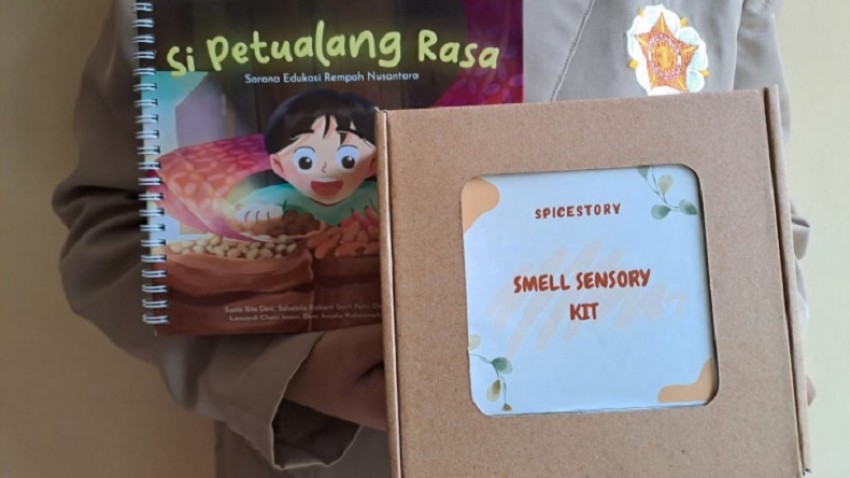 Si Petualang Rasa
Sarana Edukasi Rempah Nusantara
SPICESTORY
SMELL SENSORY
KIT